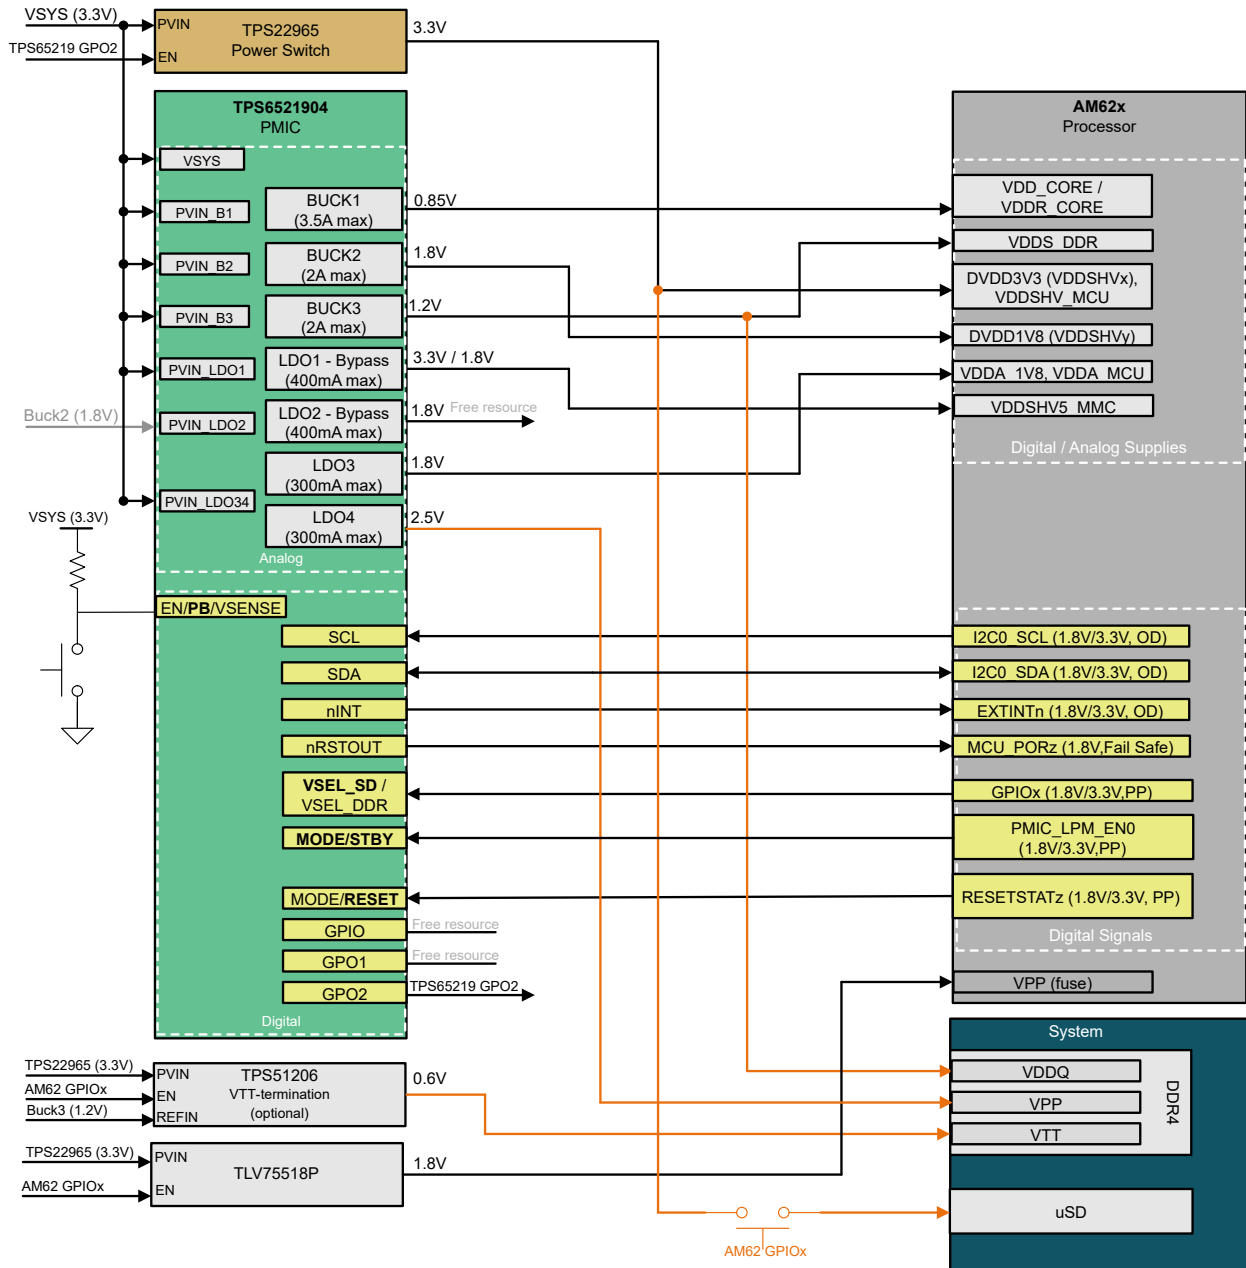 VSYS (3.3V)
TPS65219 GPO2
PVIN
EN
TPS22965
Power Switch
3.3V
TPS6521904
PMIC
VSYS
PVIN_B1
PVIN_B2
PVIN_B3
PVIN_LDO1
Buck2 (1.8V)
PVIN_LDO2
PVIN_LDO34
BUCK1
(3.5A max)
0.85V
BUCK2
(2A max)
1.8V
BUCK3
(2A max)
1.2V
LDO1 - Bypass
(400mA max)
3.3V / 1.8V
LDO2 - Bypass
(400mA max)
1.8V
Free resource
LDO3
(300mA max)
1.8V
LDO4
(300mA max)
2.5V
Analog
VSYS (3.3V)
EN/PB/VSENSE
SCL
SDA
nINT
nRSTOUT
VSEL_SD /
VSEL_DDR
MODE/STBY
MODE/RESET
GPIO
Free resource
GPO1
Free resource
GPO2
TPS65219 GPO2
Digital
AM62x
Processor
VDD_CORE /
VDDR_CORE
VDDS_DDR
DVDD3V3 (VDDSHVx),
VDDSHV_MCU
DVDD1V8 (VDDSHVy)
VDDA_1V8, VDDA_MCU
VDDSHV5_MMC
Digital / Analog Supplies
I2C0_SCL (1.8V/3.3V, OD)
I2C0_SDA (1.8V/3.3V, OD)
EXTINTn (1.8V/3.3V, OD)
MCU_PORz (1.8V,Fail Safe)
GPIOx (1.8V/3.3V,PP)
PMIC_LPM_EN0
(1.8V/3.3V,PP)
RESETSTATz (1.8V/3.3V, PP)
Digital Signals
VPP (fuse)
TPS22965 (3.3V)
AM62 GPIOx
Buck3 (1.2V)
PVIN
EN
REFIN
TPS51206
VTT-termination
(optional)
0.6V
TPS22965 (3.3V)
AM62 GPIOx
PVIN
EN
TLV75518P
1.8V
System
VDDQ
VPP
VTT
DDR4
uSD
AM62 GPIOx